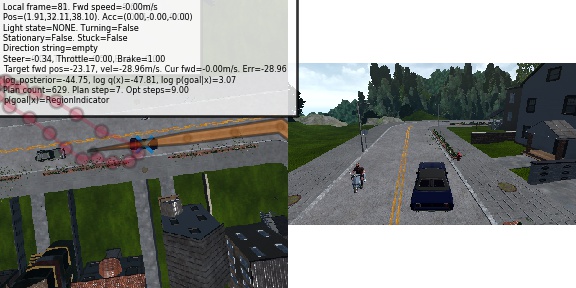 Local frame=81. Fwd speed=-0.00m/s
Pos=(1.91,32.11,38.10). Acc=(0.00,-0.00,-0.00)
Light state=NONE. Turning=False
Stationary=False. Stuck=False
Direction string=empty
Steer=-0.34, Throttle=0.00, Brake=1.00
Target fwd pos=-23.17, vel=-28.96m/s. Cur fwd=-0.00m/s. Err=-28.96
log_posterior=-44.75, log q(x)=-47.81, log p(goal|x)=3.07
Plan count=629. Plan step=7. Opt steps=9.00
p(goal|x)=RegionIndicator